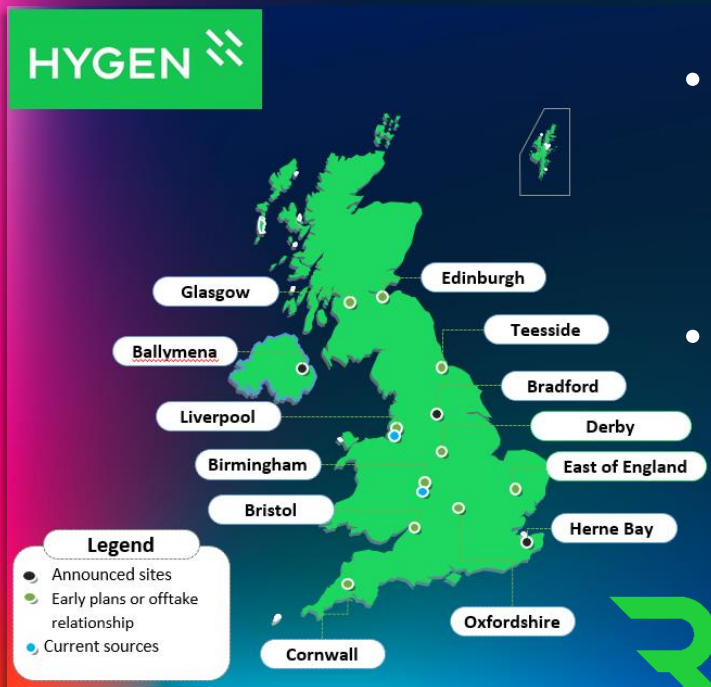 HYGEN
Edinburgh
Glasgow
Teesside
Ballymena
Bradford
Liverpool
Derby
Birmingham
East of England
Bristol
Herne Bay
Legend
Announced sites
Early plans or offtake
relationship
Current sources
Oxfordshire
Cornwall